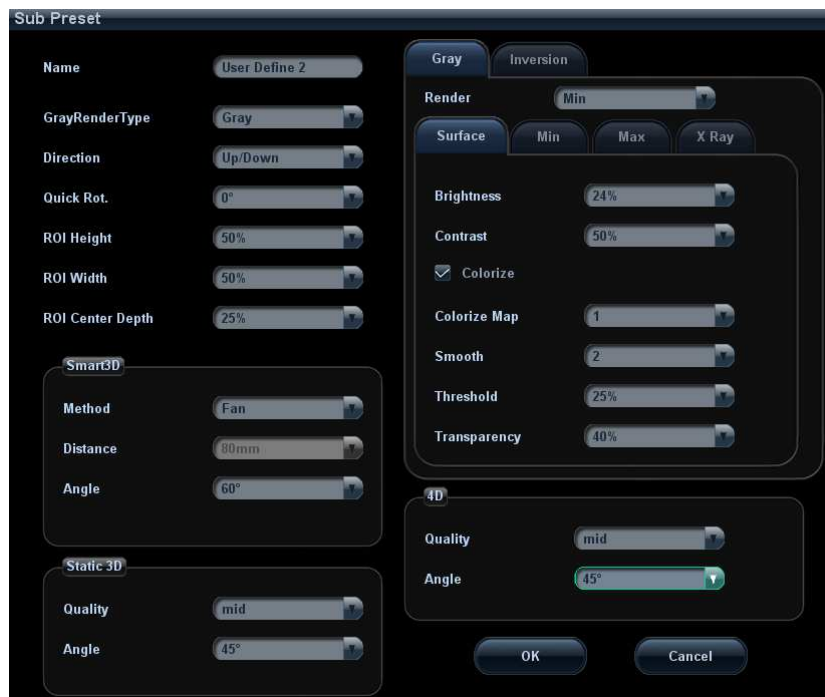 Sub Preset
Name User Define 2
GrayRenderType Gray
Direction Up/Down
Quick Rot. 0°
ROI Height 50%
ROI Width 50%
ROI Center Depth 25%
Smart3D
Method Fan
Distance 80mm
Angle 60°
Static 3D
Quality mid
Angle 45°
Gray Inversion
Render Min
Surface Min Max X Ray
Brightness 24%
Contrast 50%
Colorize
Colorize Map 1
Smooth 2
Threshold 25%
Transparency 40%
4D
Quality mid
Angle 45°
OK Cancel